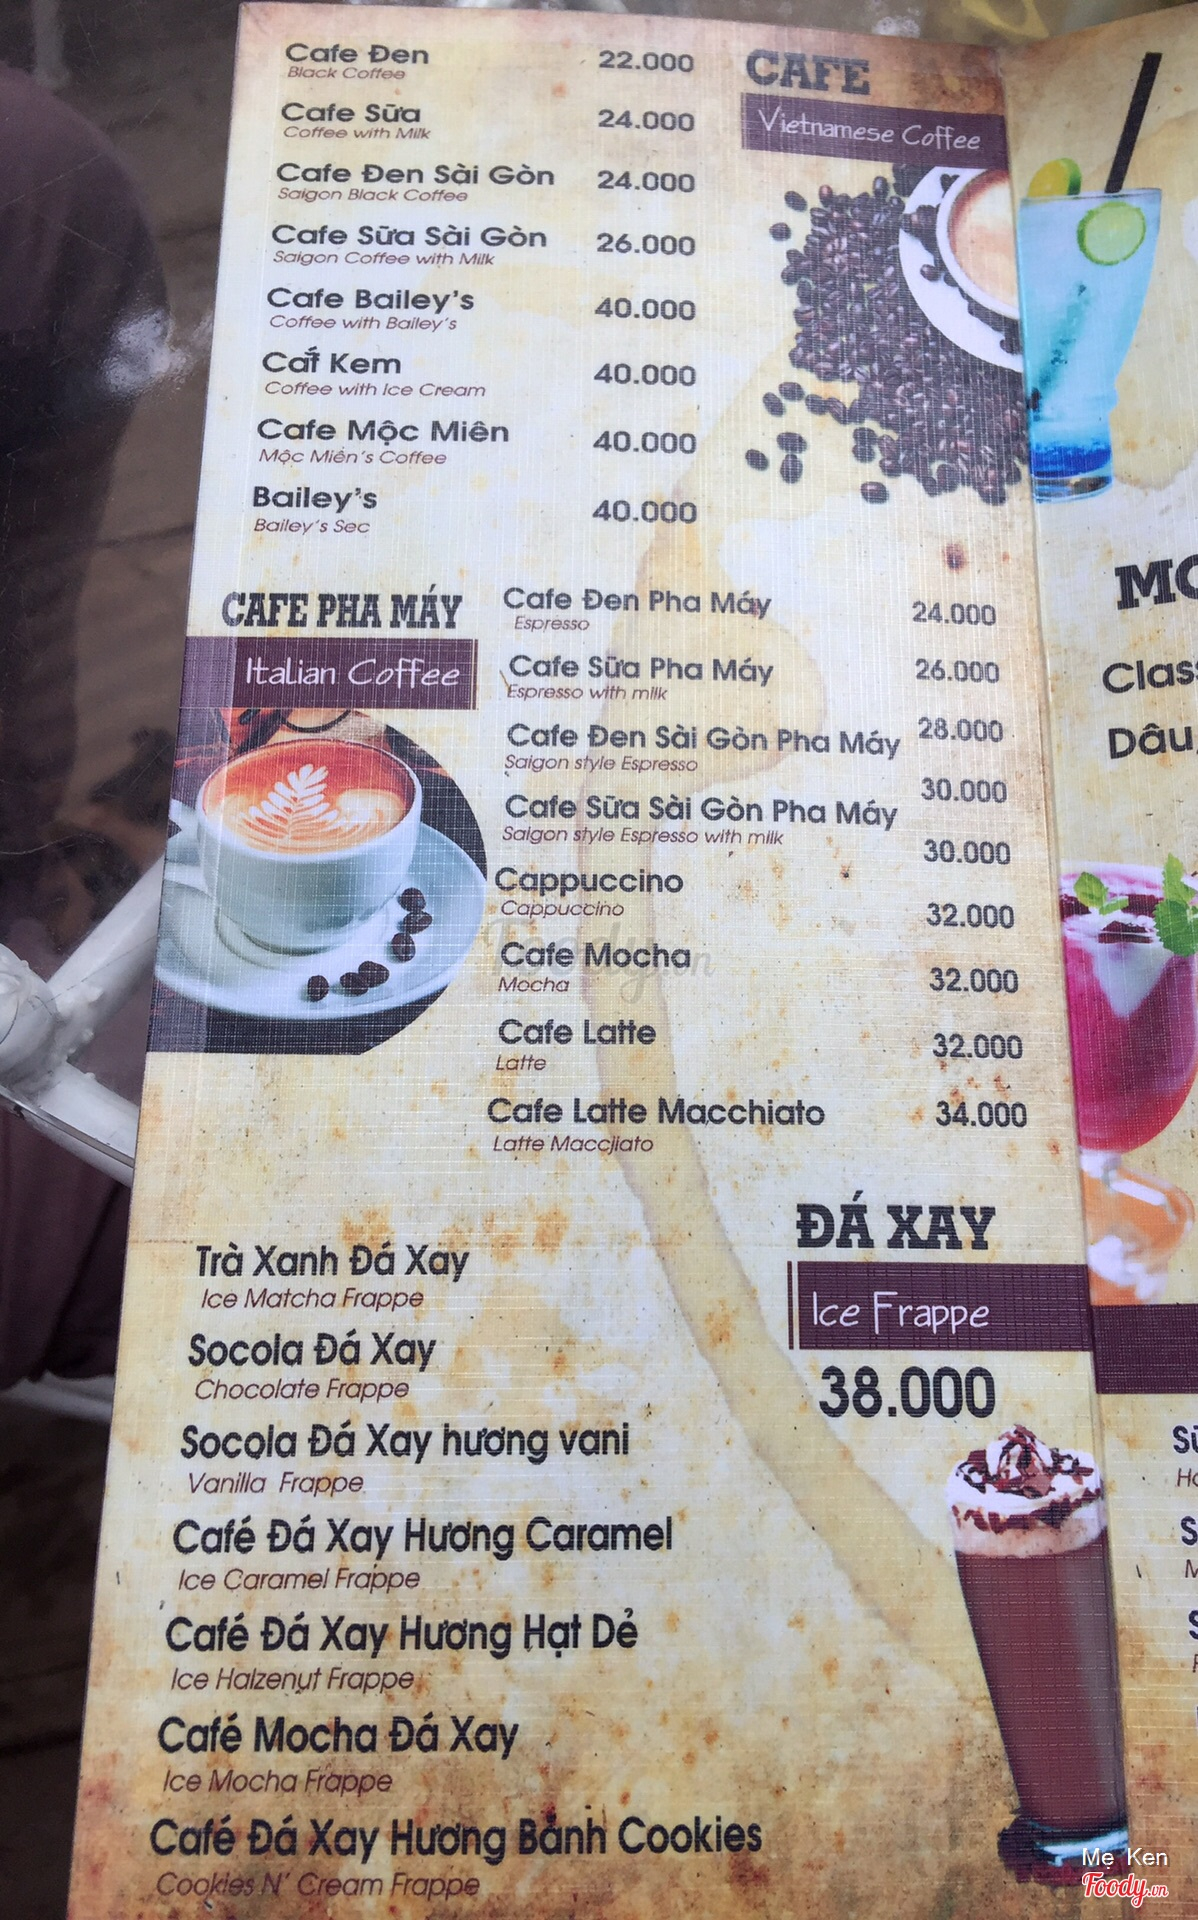 CAFE
Vietnamese Coffee
Cafe Đen 22.000
Black Coffee
Cafe Sữa 24.000
Coffee with Milk
Cafe Đen Sài Gòn 24.000
Saigon Black Coffee
Cafe Sữa Sài Gòn 26.000
Saigon Coffee with Milk
Cafe Bailey's 40.000
Coffee with Bailey's
Cafỉ Kem 40.000
Coffee with Ice Cream
Cafe Mộc Miên 40.000
Mộc Miên's Coffee
Bailey's 40.000
Bailey's Sec
CAFE PHA MÁY
Italian Coffee
Cafe Đen Pha Máy 24.000
Espresso
Cafe Sữa Pha Máy 26.000
Espresso with milk
Cafe Đen Sài Gòn Pha Máy 28.000
Saigon style Espresso
30.000
Cafe Sữa Sài Gòn Pha Máy
Saigon style Espresso with milk
30.000
Cappuccino
Cappuccino 32.000
Cafe Mocha
Mocha 32.000
Cafe Latte 32.000
Latte
Cafe Latte Macchiato 34.000
Latte Maccjiato
ĐÁ XAY
Ice Frappe
38.000
Trà Xanh Đá Xay
Ice Matcha Frappe
Socola Đá Xay
Chocolate Frappe
Socola Đá Xay hương vani
Vanilla Frappe
Café Đá Xay Hương Caramel
Ice Caramel Frappe
Café Đá Xay Hương Hạt Dẻ
Ice Halzenut Frappe
Café Mocha Đá Xay
Ice Mocha Frappe
Café Đá Xay Hương Bánh Cookies
Cookies N' Cream Frappe
Dâu
Mẹ Ken
Foody.vn